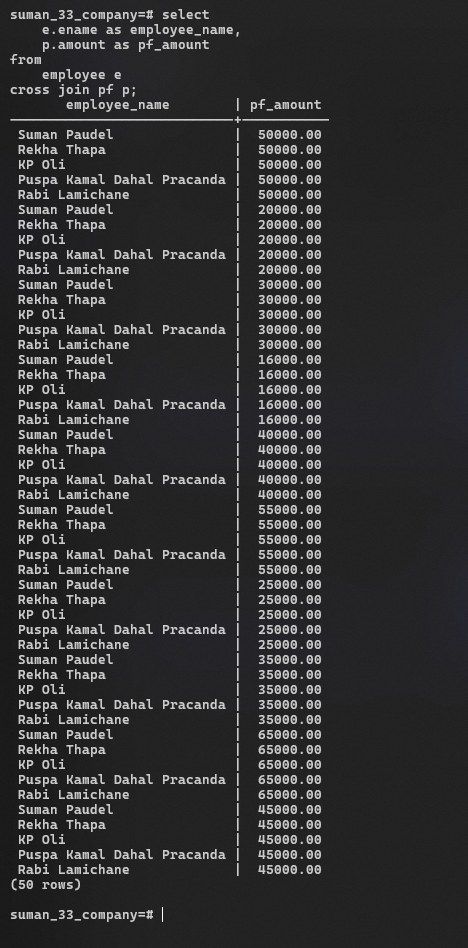 suman_33_company=# select
    e.ename as employee_name,
    p.amount as pf_amount
from
    employee e
cross join pf p;
       employee_name        | pf_amount
----------------------------+-----------
 Suman Paudel               |  50000.00
 Rekha Thapa                |  50000.00
 KP Oli                     |  50000.00
 Puspa Kamal Dahal Pracanda |  50000.00
 Rabi Lamichane             |  50000.00
 Suman Paudel               |  20000.00
 Rekha Thapa                |  20000.00
 KP Oli                     |  20000.00
 Puspa Kamal Dahal Pracanda |  20000.00
 Rabi Lamichane             |  20000.00
 Suman Paudel               |  30000.00
 Rekha Thapa                |  30000.00
 KP Oli                     |  30000.00
 Puspa Kamal Dahal Pracanda |  30000.00
 Rabi Lamichane             |  30000.00
 Suman Paudel               |  16000.00
 Rekha Thapa                |  16000.00
 KP Oli                     |  16000.00
 Puspa Kamal Dahal Pracanda |  16000.00
 Rabi Lamichane             |  16000.00
 Suman Paudel               |  40000.00
 Rekha Thapa                |  40000.00
 KP Oli                     |  40000.00
 Puspa Kamal Dahal Pracanda |  40000.00
 Rabi Lamichane             |  40000.00
 Suman Paudel               |  55000.00
 Rekha Thapa                |  55000.00
 KP Oli                     |  55000.00
 Puspa Kamal Dahal Pracanda |  55000.00
 Rabi Lamichane             |  55000.00
 Suman Paudel               |  25000.00
 Rekha Thapa                |  25000.00
 KP Oli                     |  25000.00
 Puspa Kamal Dahal Pracanda |  25000.00
 Rabi Lamichane             |  25000.00
 Suman Paudel               |  35000.00
 Rekha Thapa                |  35000.00
 KP Oli                     |  35000.00
 Puspa Kamal Dahal Pracanda |  35000.00
 Rabi Lamichane             |  35000.00
 Suman Paudel               |  65000.00
 Rekha Thapa                |  65000.00
 KP Oli                     |  65000.00
 Puspa Kamal Dahal Pracanda |  65000.00
 Rabi Lamichane             |  65000.00
 Suman Paudel               |  45000.00
 Rekha Thapa                |  45000.00
 KP Oli                     |  45000.00
 Puspa Kamal Dahal Pracanda |  45000.00
 Rabi Lamichane             |  45000.00
(50 rows)

suman_33_company=#